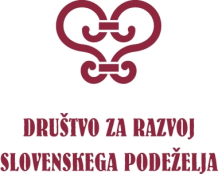 DRUŠTVO ZA RAZVOJ
SLOVENSKEGA PODEŽELJA